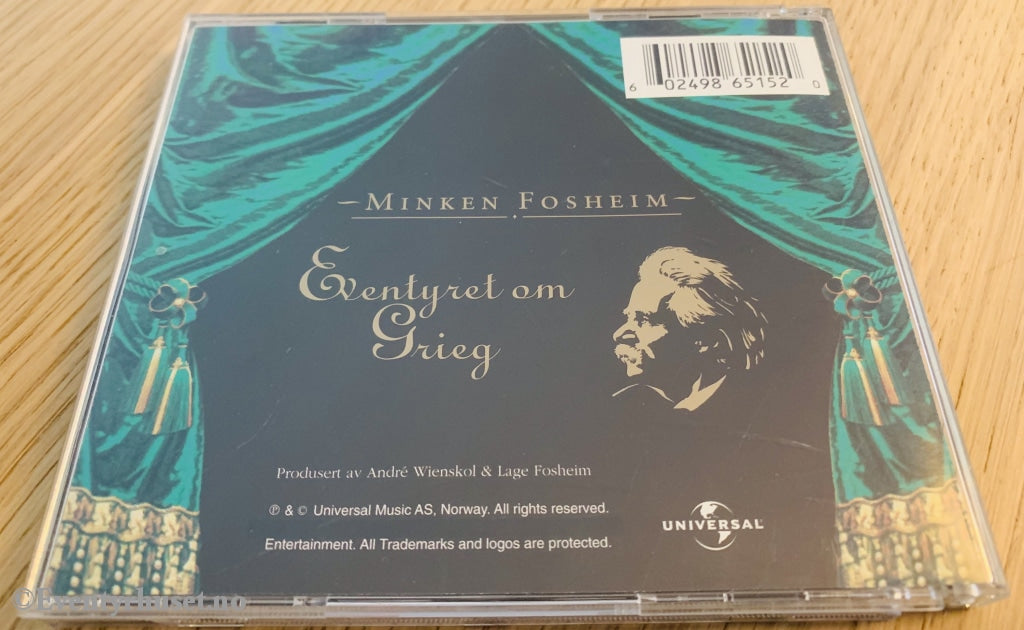 6 02498 65152 0
MINKEN FOSHEIM
Eventyret om
Grieg
Produsert av André Wienskol & Lage Fosheim
℗ & © Universal Music AS, Norway. All rights reserved.
UNIVERSAL
Entertainment. All Trademarks and logos are protected.
©Eventyrhuset.no